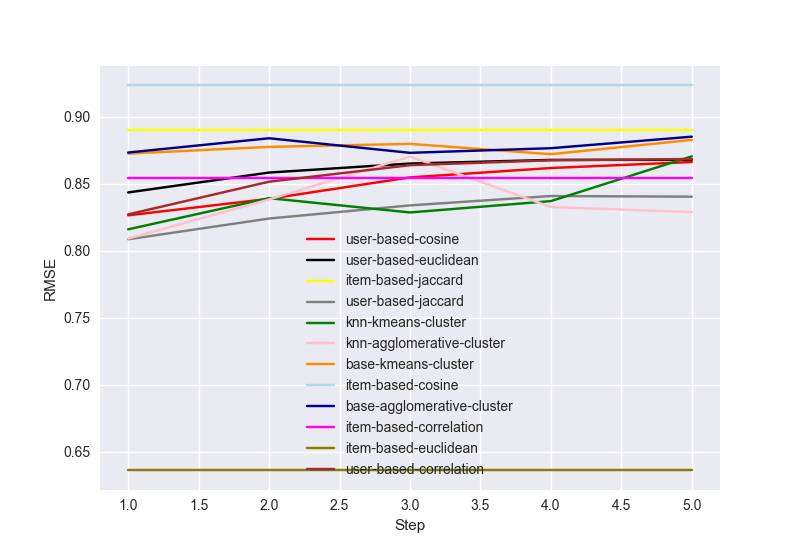 0.90
0.85
0.80
0.75
0.70
0.65
RMSE
user-based-cosine
user-based-euclidean
item-based-jaccard
user-based-jaccard
knn-kmeans-cluster
knn-agglomerative-cluster
base-kmeans-cluster
item-based-cosine
base-agglomerative-cluster
item-based-correlation
item-based-euclidean
user-based-correlation
1.0 1.5 2.0 2.5 3.0 3.5 4.0 4.5 5.0
Step